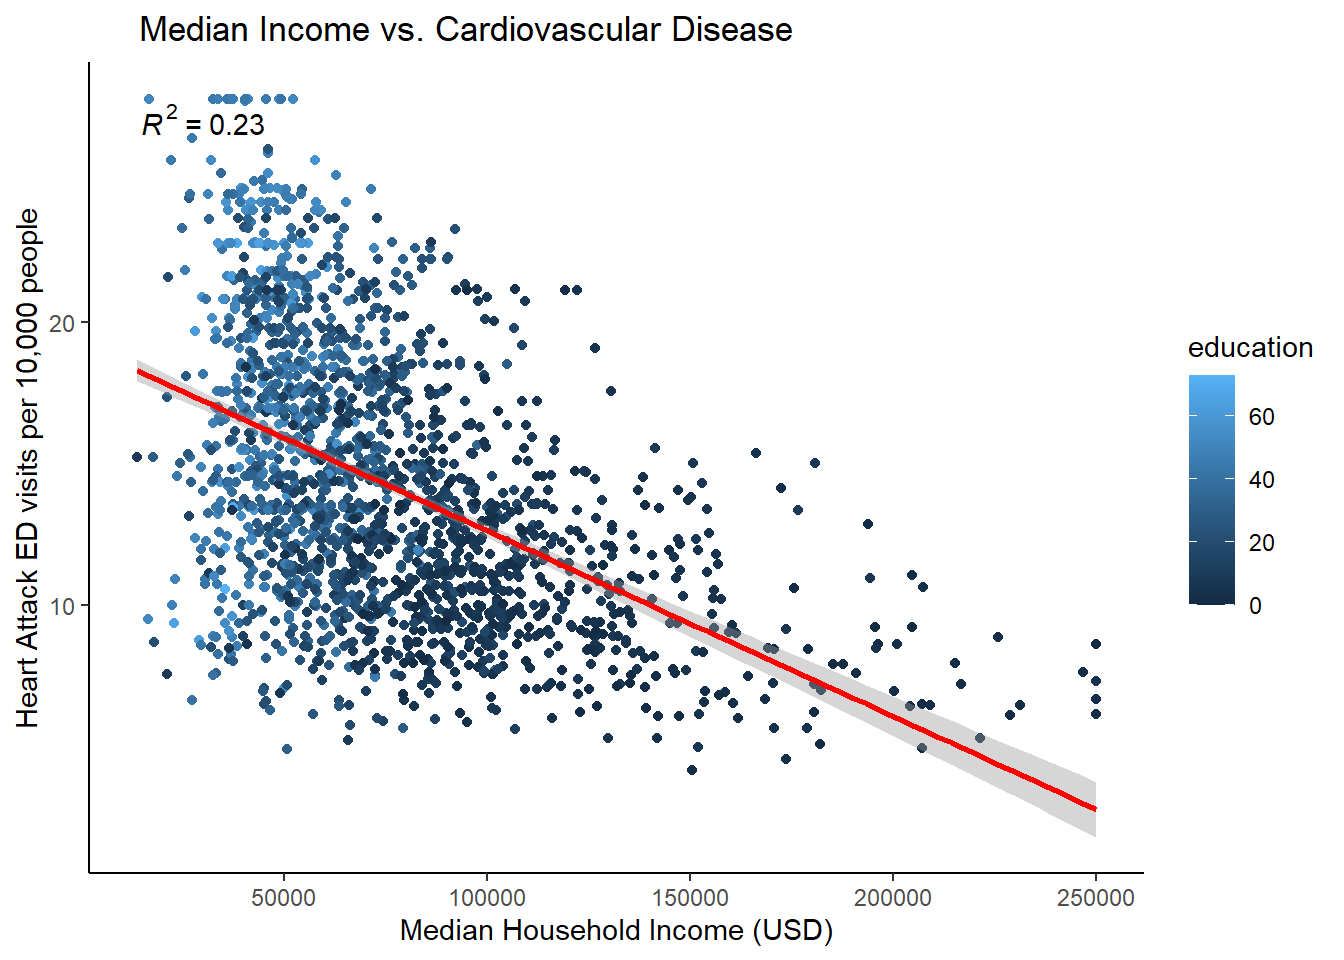 Median Income vs. Cardiovascular Disease
R² = 0.23
Heart Attack ED visits per 10,000 people
20
10
50000 100000 150000 200000 250000
Median Household Income (USD)
education
60
40
20
0